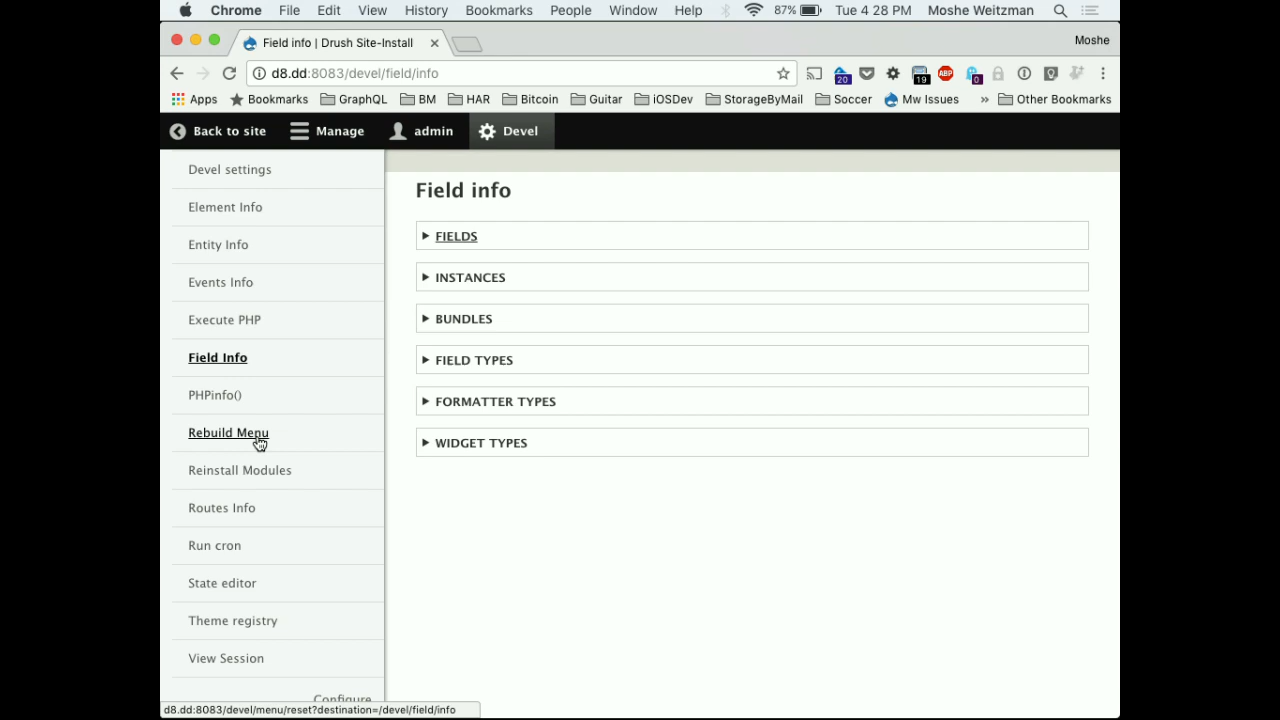 Chrome File Edit View History Bookmarks People Window Help 87% Tue 4 28 PM Moshe Weitzman
Field info | Drush Site-Install × Moshe
d8.dd:8083/devel/field/info 20 19 ABP 0
Apps Bookmarks GraphQL BM HAR Bitcoin Guitar iOSDev StorageByMail Soccer Mw Issues » Other Bookmarks
Back to site Manage admin Devel
Devel settings
Element Info
Entity Info
Events Info
Execute PHP
Field Info
PHPinfo()
Rebuild Menu
Reinstall Modules
Routes Info
Run cron
State editor
Theme registry
View Session
Configure
Field info
FIELDS
INSTANCES
BUNDLES
FIELD TYPES
FORMATTER TYPES
WIDGET TYPES
d8.dd:8083/devel/menu/reset?destination=/devel/field/info